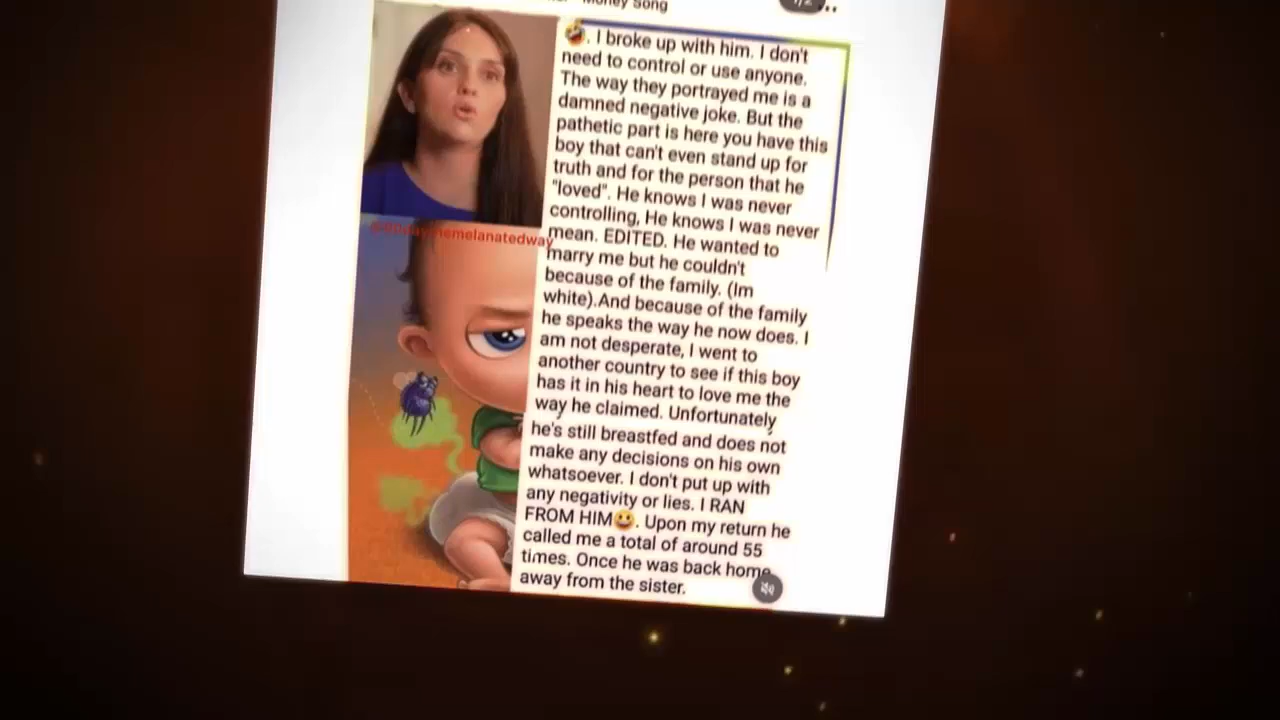 Money Song
1/2
🤣. I broke up with him. I don't
need to control or use anyone.
The way they portrayed me is a
damned negative joke. But the
pathetic part is here you have this
boy that can't even stand up for
truth and for the person that he
"loved". He knows I was never
controlling, He knows I was never
mean. EDITED. He wanted to
marry me but he couldn't
because of the family. (Im
white).And because of the family
he speaks the way he now does. I
am not desperate, I went to
another country to see if this boy
has it in his heart to love me the
way he claimed. Unfortunately
he's still breastfed and does not
make any decisions on his own
whatsoever. I don't put up with
any negativity or lies. I RAN
FROM HIM😀. Upon my return he
called me a total of around 55
times. Once he was back home
away from the sister.